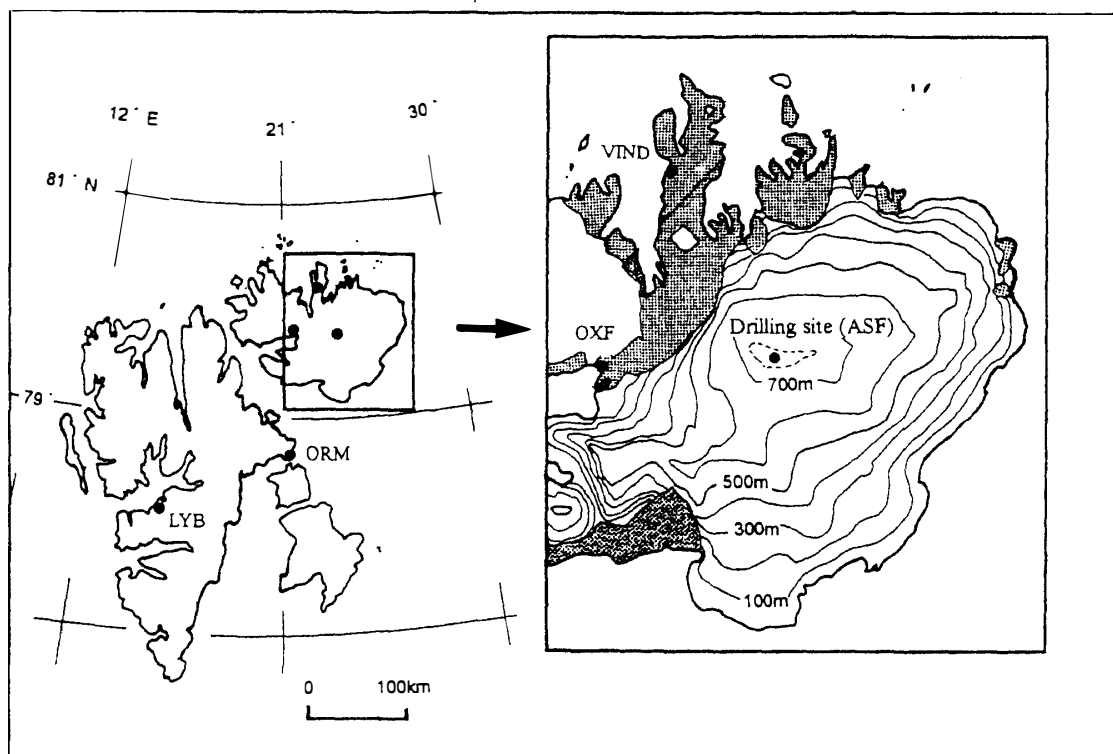 12° E
21°
30°
81° N
79°
ORM
LYB
0 100km
VIND
OXF
Drilling site (ASF)
700m
500m
300m
100m